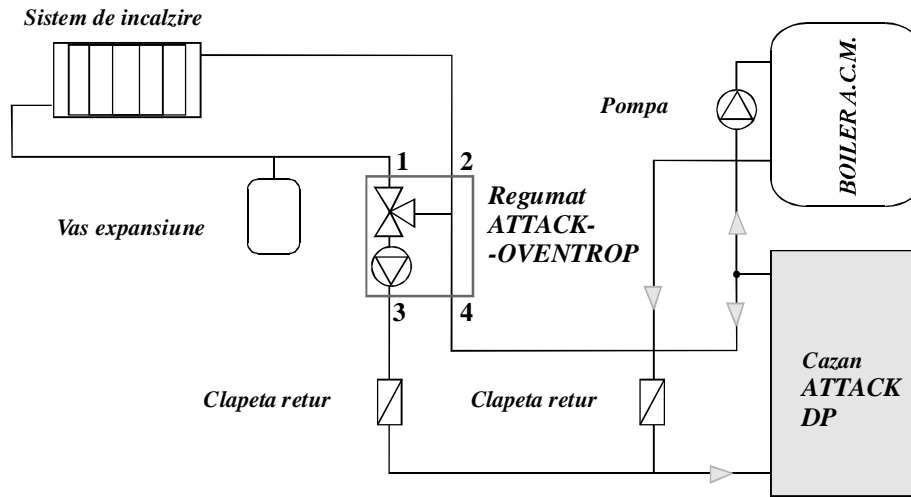 Sistem de incalzire
Pompa
BOILER A.C.M.
1 2
Vas expansiune
Regumat
ATTACK-
-OVENTROP
3 4
Cazan
ATTACK
DP
Clapeta retur
Clapeta retur